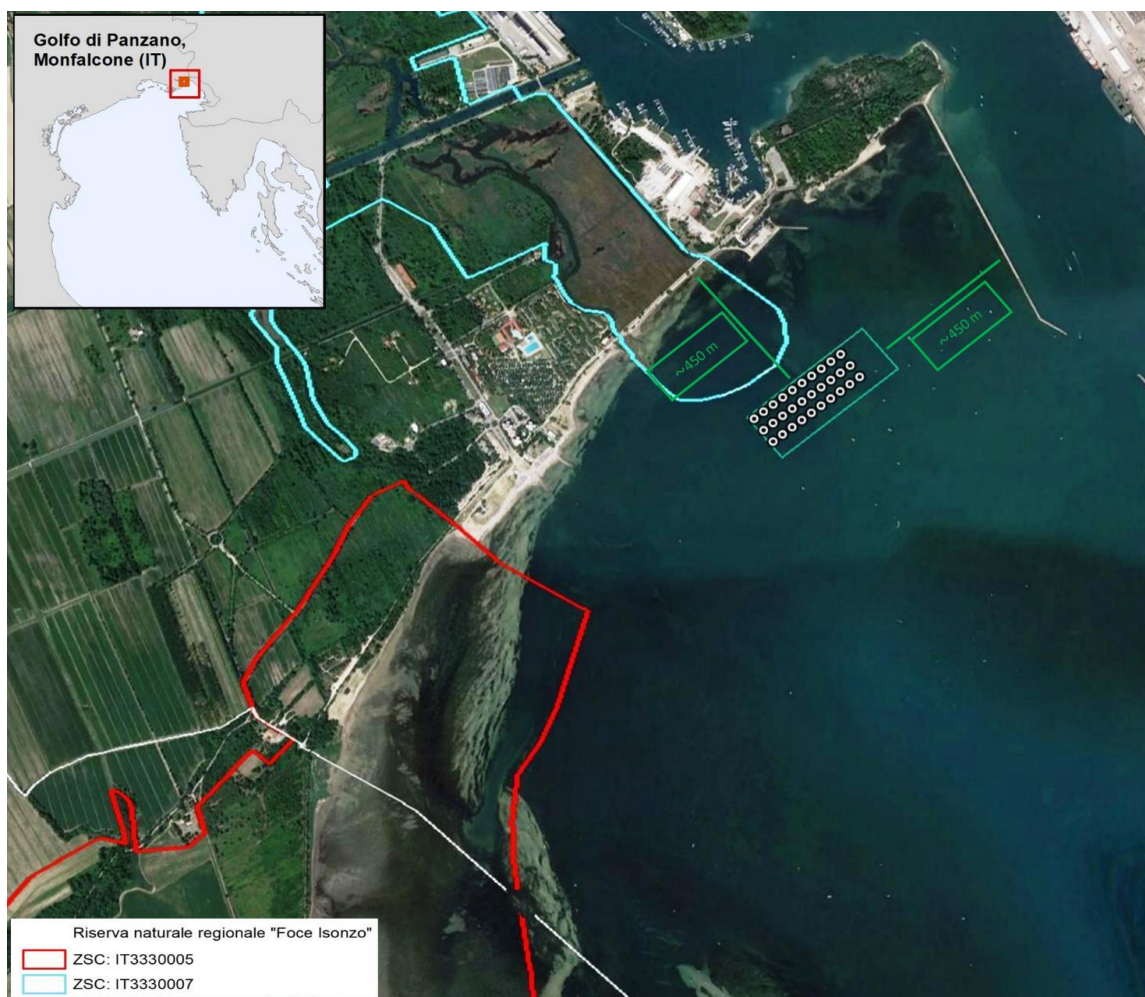 Golfo di Panzano,
Monfalcone (IT)
~450 m
~450 m
Riserva naturale regionale "Foce Isonzo"
ZSC: IT3330005
ZSC: IT3330007